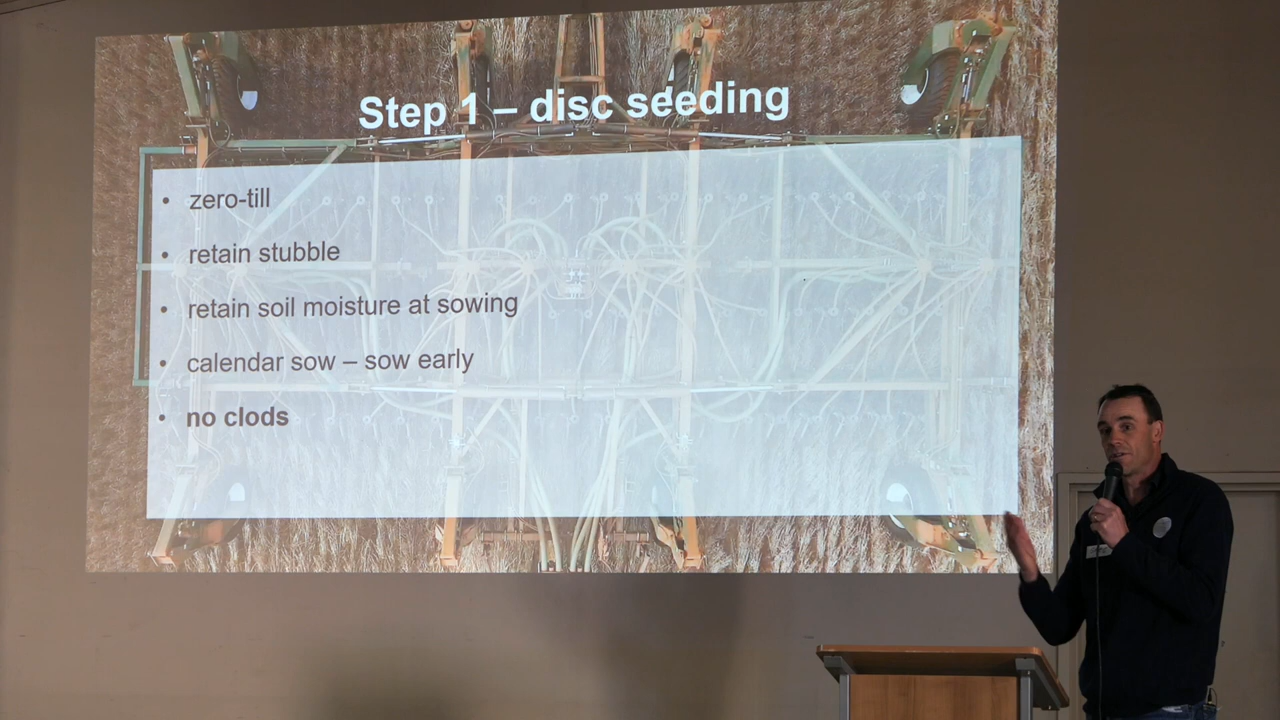 Step 1 – disc seeding
• zero-till
• retain stubble
• retain soil moisture at sowing
• calendar sow – sow early
• no clods